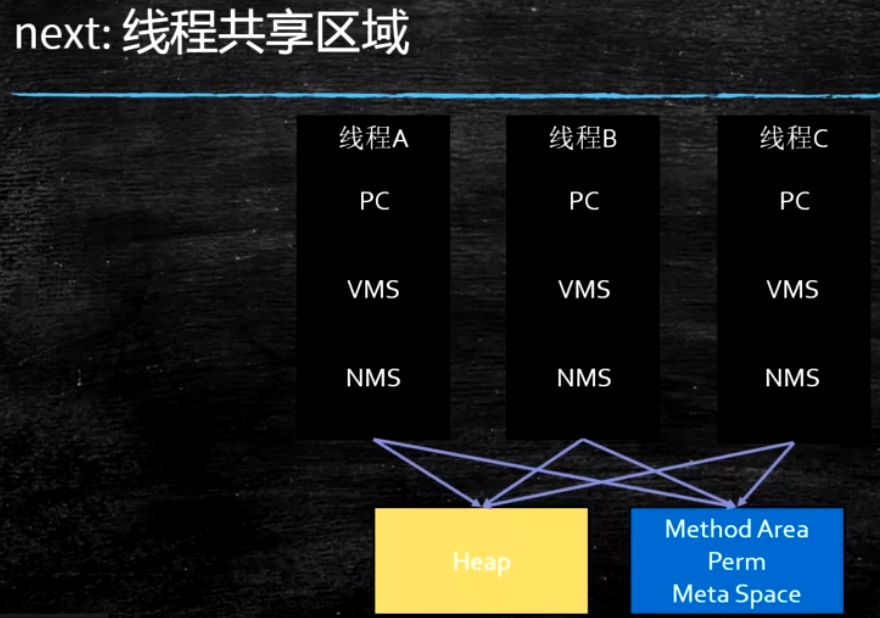 next: 线程共享区域
线程A
PC
VMS
NMS
线程B
PC
VMS
NMS
线程C
PC
VMS
NMS
Heap
Method Area
Perm
Meta Space